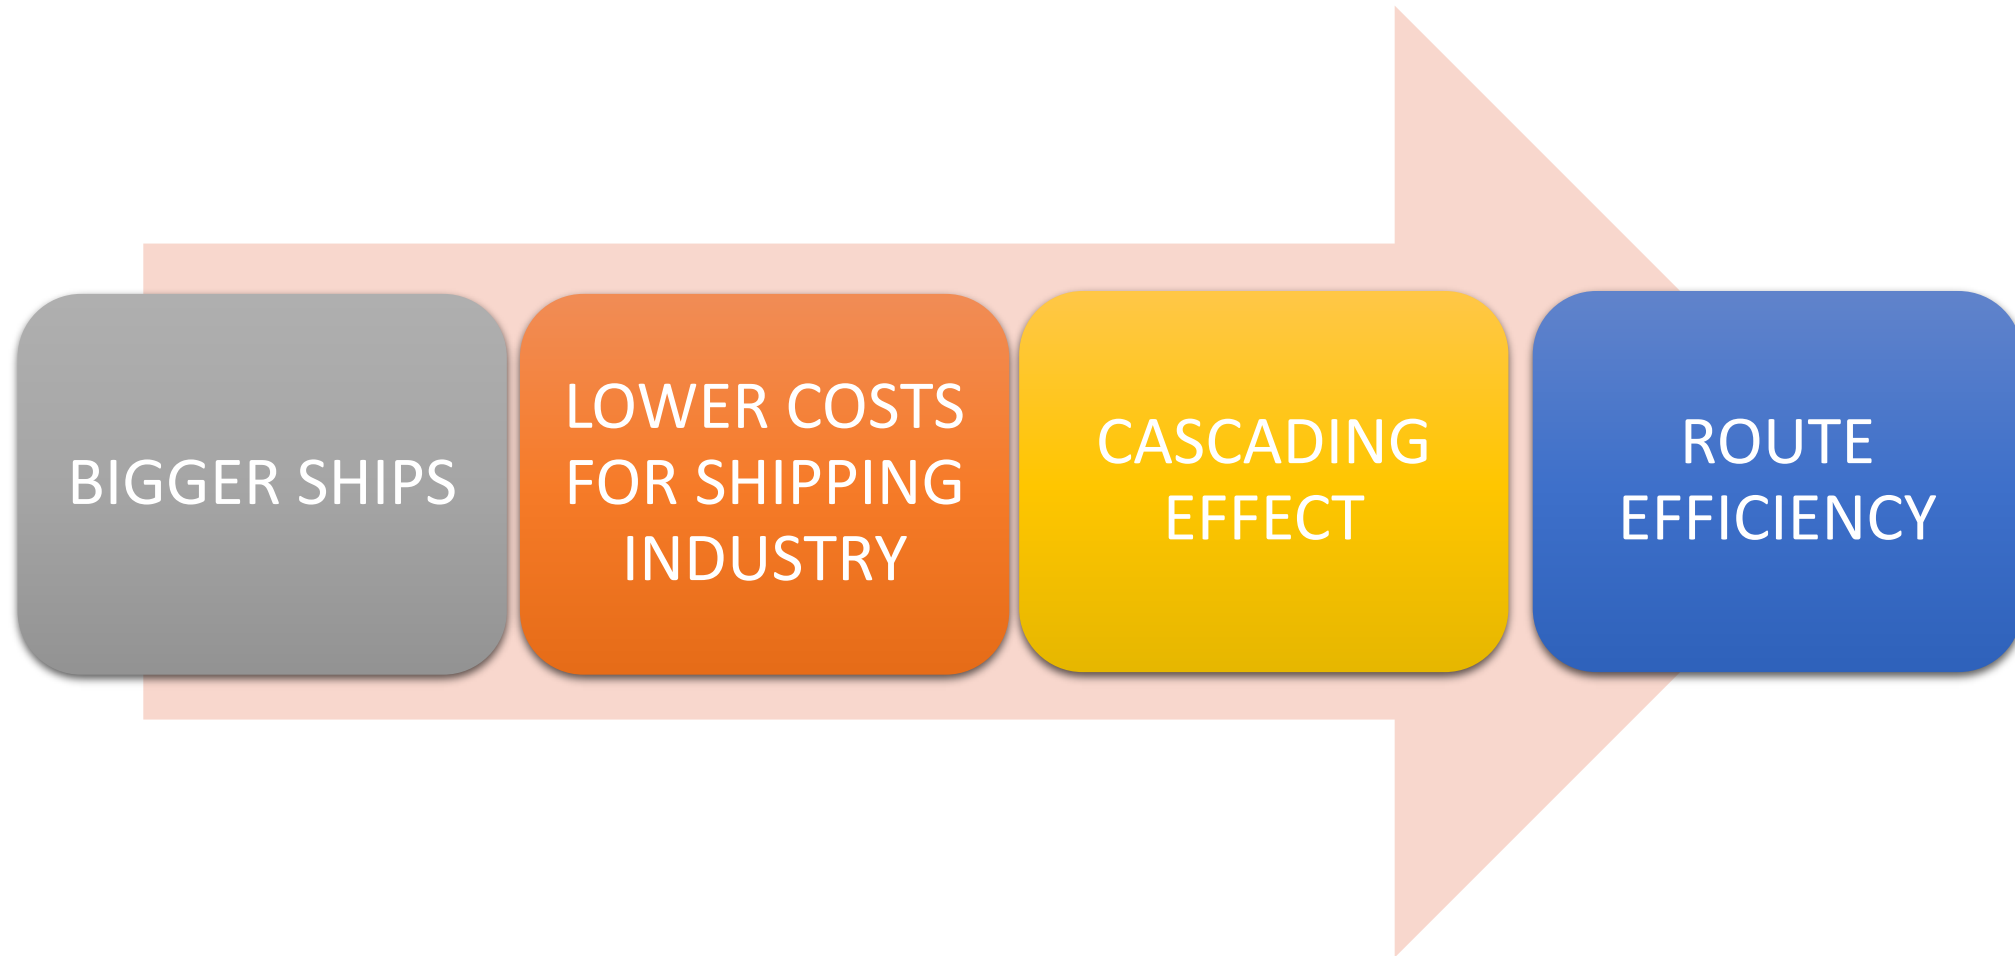 BIGGER SHIPS
LOWER COSTS
FOR SHIPPING
INDUSTRY
CASCADING
EFFECT
ROUTE
EFFICIENCY